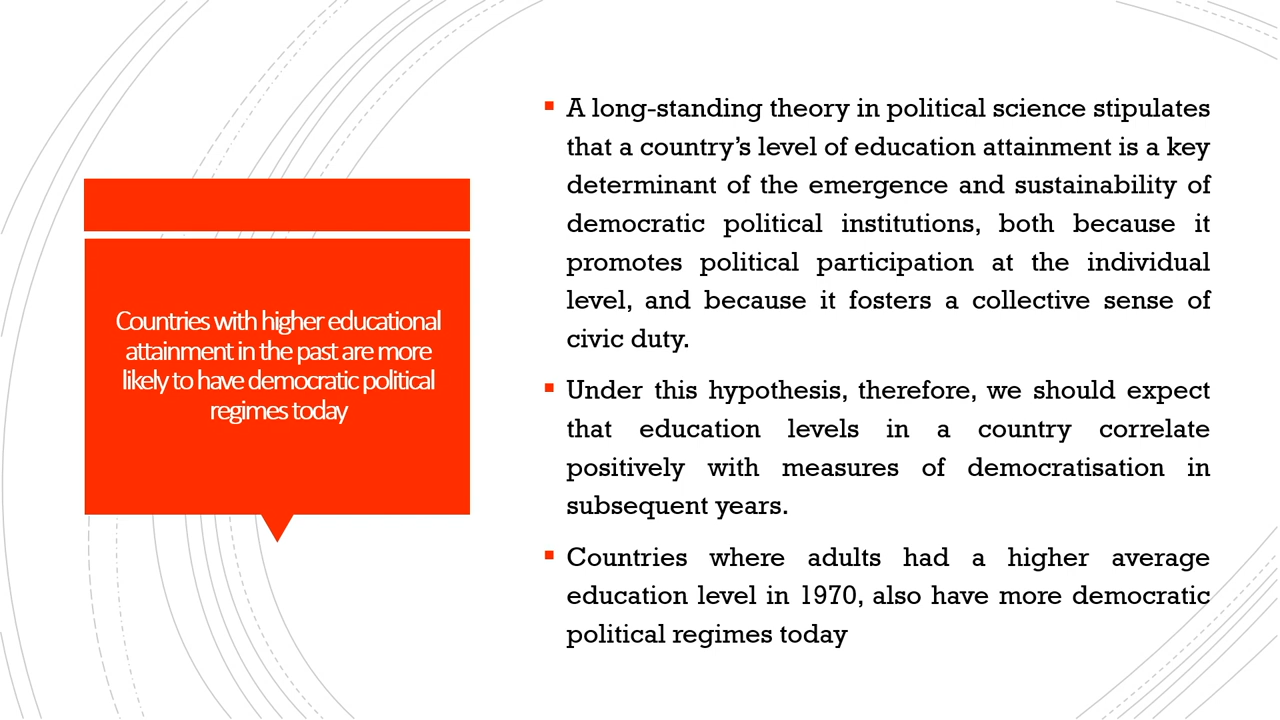 Countries with higher educational
attainment in the past are more
likely to have democratic political
regimes today
A long-standing theory in political science stipulates
that a country’s level of education attainment is a key
determinant of the emergence and sustainability of
democratic political institutions, both because it
promotes political participation at the individual
level, and because it fosters a collective sense of
civic duty.
Under this hypothesis, therefore, we should expect
that education levels in a country correlate
positively with measures of democratisation in
subsequent years.
Countries where adults had a higher average
education level in 1970, also have more democratic
political regimes today